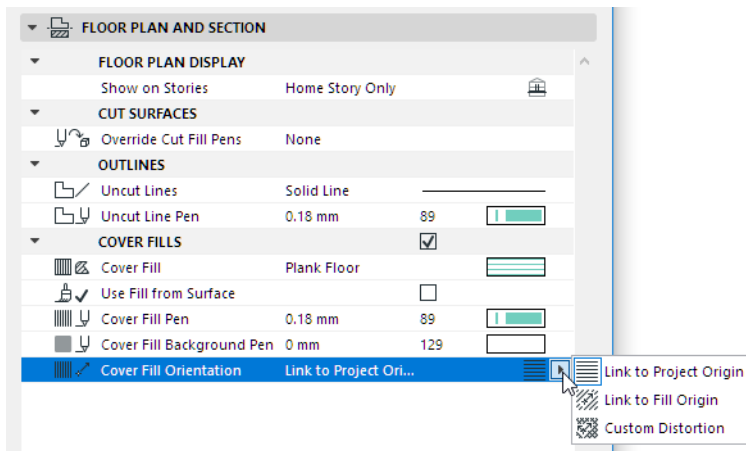 FLOOR PLAN AND SECTION
FLOOR PLAN DISPLAY
Show on Stories Home Story Only
CUT SURFACES
Override Cut Fill Pens None
OUTLINES
Uncut Lines Solid Line
Uncut Line Pen 0.18 mm 89
COVER FILLS
Cover Fill Plank Floor
Use Fill from Surface
Cover Fill Pen 0.18 mm 89
Cover Fill Background Pen 0 mm 129
Cover Fill Orientation Link to Project Ori...
Link to Project Origin
Link to Fill Origin
Custom Distortion